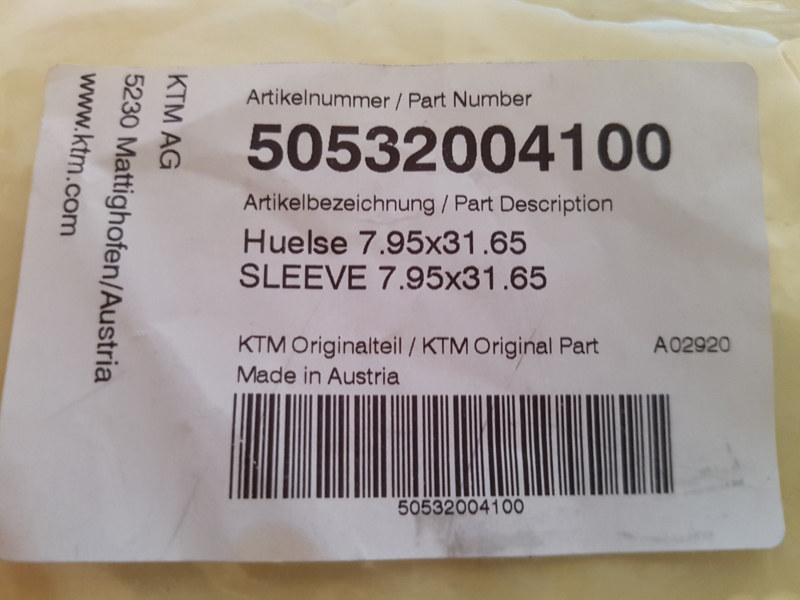 KTM AG
5230 Mattighofen/Austria
www.ktm.com
Artikelnummer / Part Number
50532004100
Artikelbezeichnung / Part Description
Huelse 7.95x31.65
SLEEVE 7.95x31.65
KTM Originalteil / KTM Original Part A02920
Made in Austria
50532004100